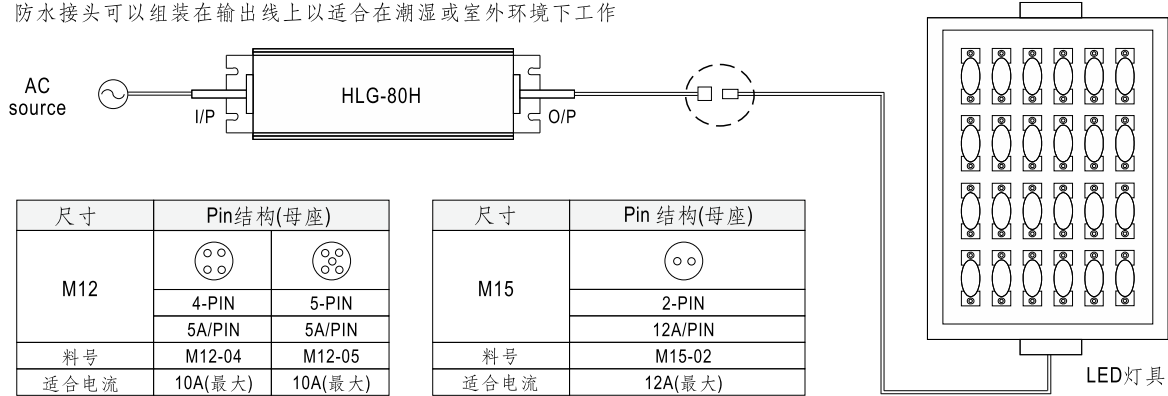 防水接头可以组装在输出线上以适合在潮湿或室外环境下工作
AC
source
I/P
HLG-80H
O/P
LED灯具
尺寸 Pin结构(母座)
M12
4-PIN 5-PIN
5A/PIN 5A/PIN
料号 M12-04 M12-05
适合电流 10A(最大) 10A(最大)
尺寸 Pin 结构(母座)
M15
2-PIN
12A/PIN
料号 M15-02
适合电流 12A(最大)